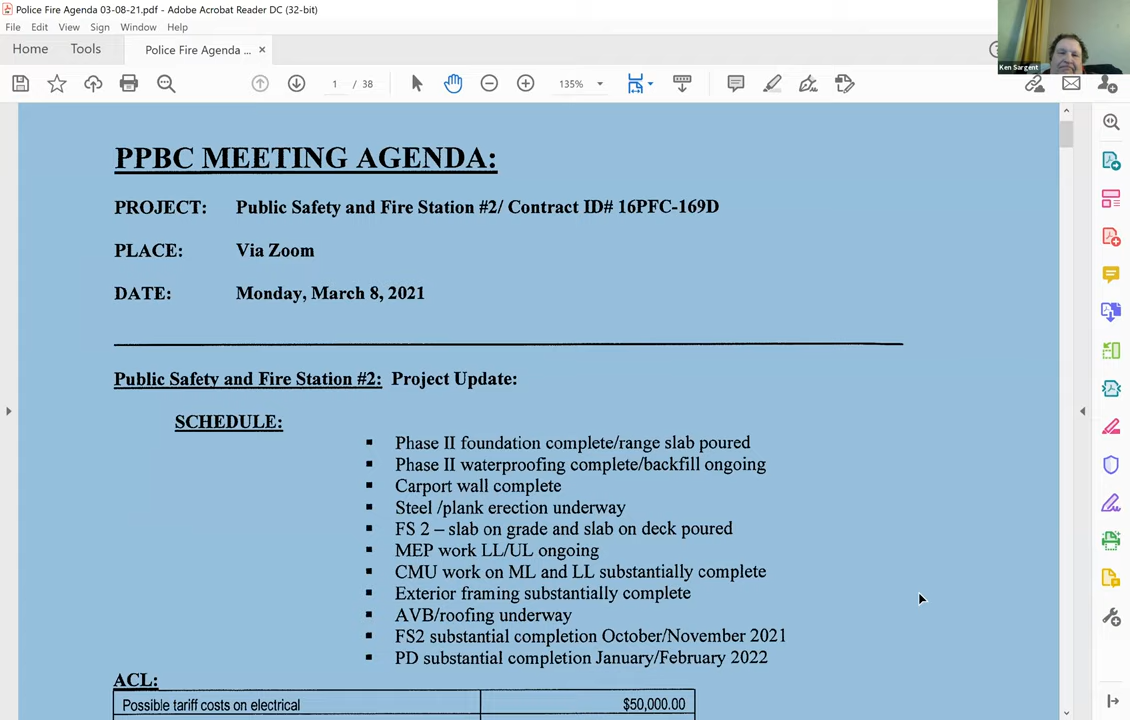 Police Fire Agenda 03-08-21.pdf - Adobe Acrobat Reader DC (32-bit)
File Edit View Sign Window Help
Home Tools Police Fire Agenda ... ×
1 / 38 135%
Ken Sargent
PPBC MEETING AGENDA:
PROJECT: Public Safety and Fire Station #2/ Contract ID# 16PFC-169D
PLACE: Via Zoom
DATE: Monday, March 8, 2021
Public Safety and Fire Station #2: Project Update:
SCHEDULE:
▪ Phase II foundation complete/range slab poured
▪ Phase II waterproofing complete/backfill ongoing
▪ Carport wall complete
▪ Steel /plank erection underway
▪ FS 2 – slab on grade and slab on deck poured
▪ MEP work LL/UL ongoing
▪ CMU work on ML and LL substantially complete
▪ Exterior framing substantially complete
▪ AVB/roofing underway
▪ FS2 substantial completion October/November 2021
▪ PD substantial completion January/February 2022
ACL:
Possible tariff costs on electrical $50,000.00